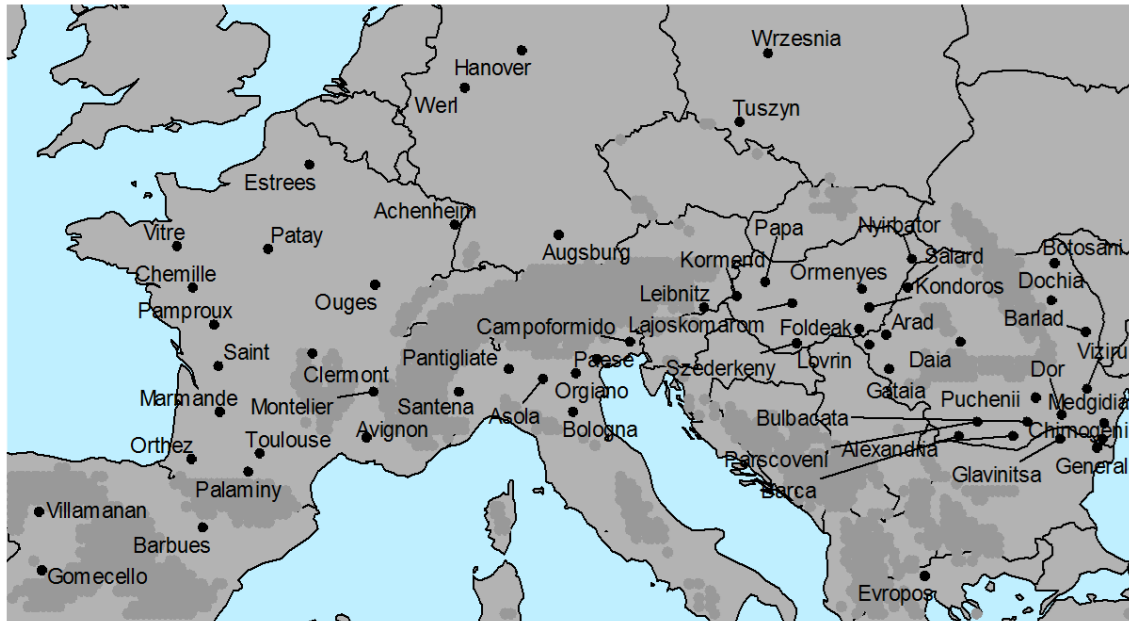 Wrzesnia
Hanover
Werl
Tuszyn
Estrees
Achenheim
Nyirbator
Papa
Vitre
Patay
Augsburg
Botosani
Kormend
Salard
Chemille
Ormenyes
Dochia
Ouges
Leibnitz
Kondoros
Pamproux
Barlad
Campoformido
Lajoskomarom
Foldeak
Arad
Saint
Pantigliate
Paese
Szederkeny
Lovrin
Daia
Viziru
Clermont
Dor
Orgiano
Gataia
Marmande
Montelier
Santena
Asola
Puchenii
Medgidia
Bulbacata
Orthez
Toulouse
Avignon
Bologna
Alexandria
Chirnogeni
Parscoveni
General
Glavinitsa
Palaminy
Barca
Villamanan
Barbues
Gomecello
Evropos